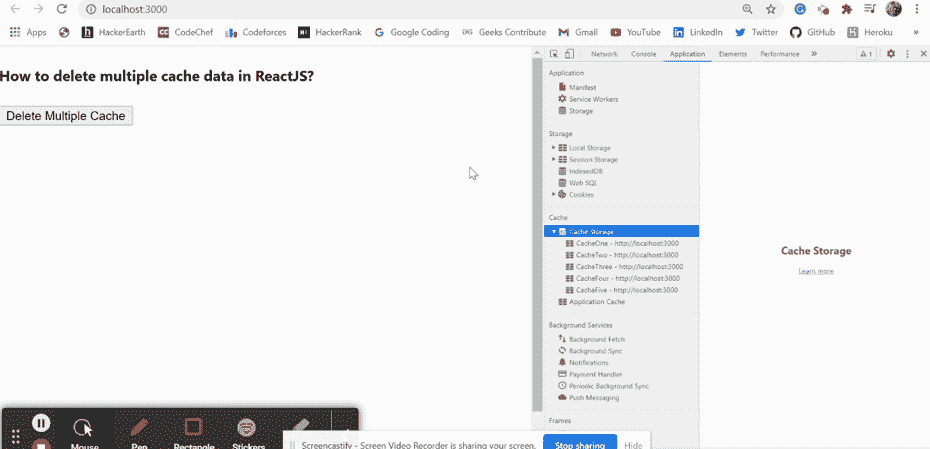 localhost:3000
Apps HackerEarth CodeChef Codeforces HackerRank Google Coding Geeks Contribute Gmail YouTube LinkedIn Twitter GitHub Heroku »
How to delete multiple cache data in ReactJS?
Delete Multiple Cache
Network Console Application Elements Performance » 1
Application
Manifest
Service Workers
Storage
Storage
Local Storage
Session Storage
IndexedDB
Web SQL
Cookies
Cache
Cache Storage
CacheOne - http://localhost:3000
CacheTwo - http://localhost:3000
CacheThree - http://localhost:3000
CacheFour - http://localhost:3000
CacheFive - http://localhost:3000
Application Cache
Background Services
Background Fetch
Background Sync
Notifications
Payment Handler
Periodic Background Sync
Push Messaging
Frames
Cache Storage
Learn more
Mouse Pen Rectangle Stickers
Screencastify - Screen Video Recorder is sharing your screen. Stop sharing Hide